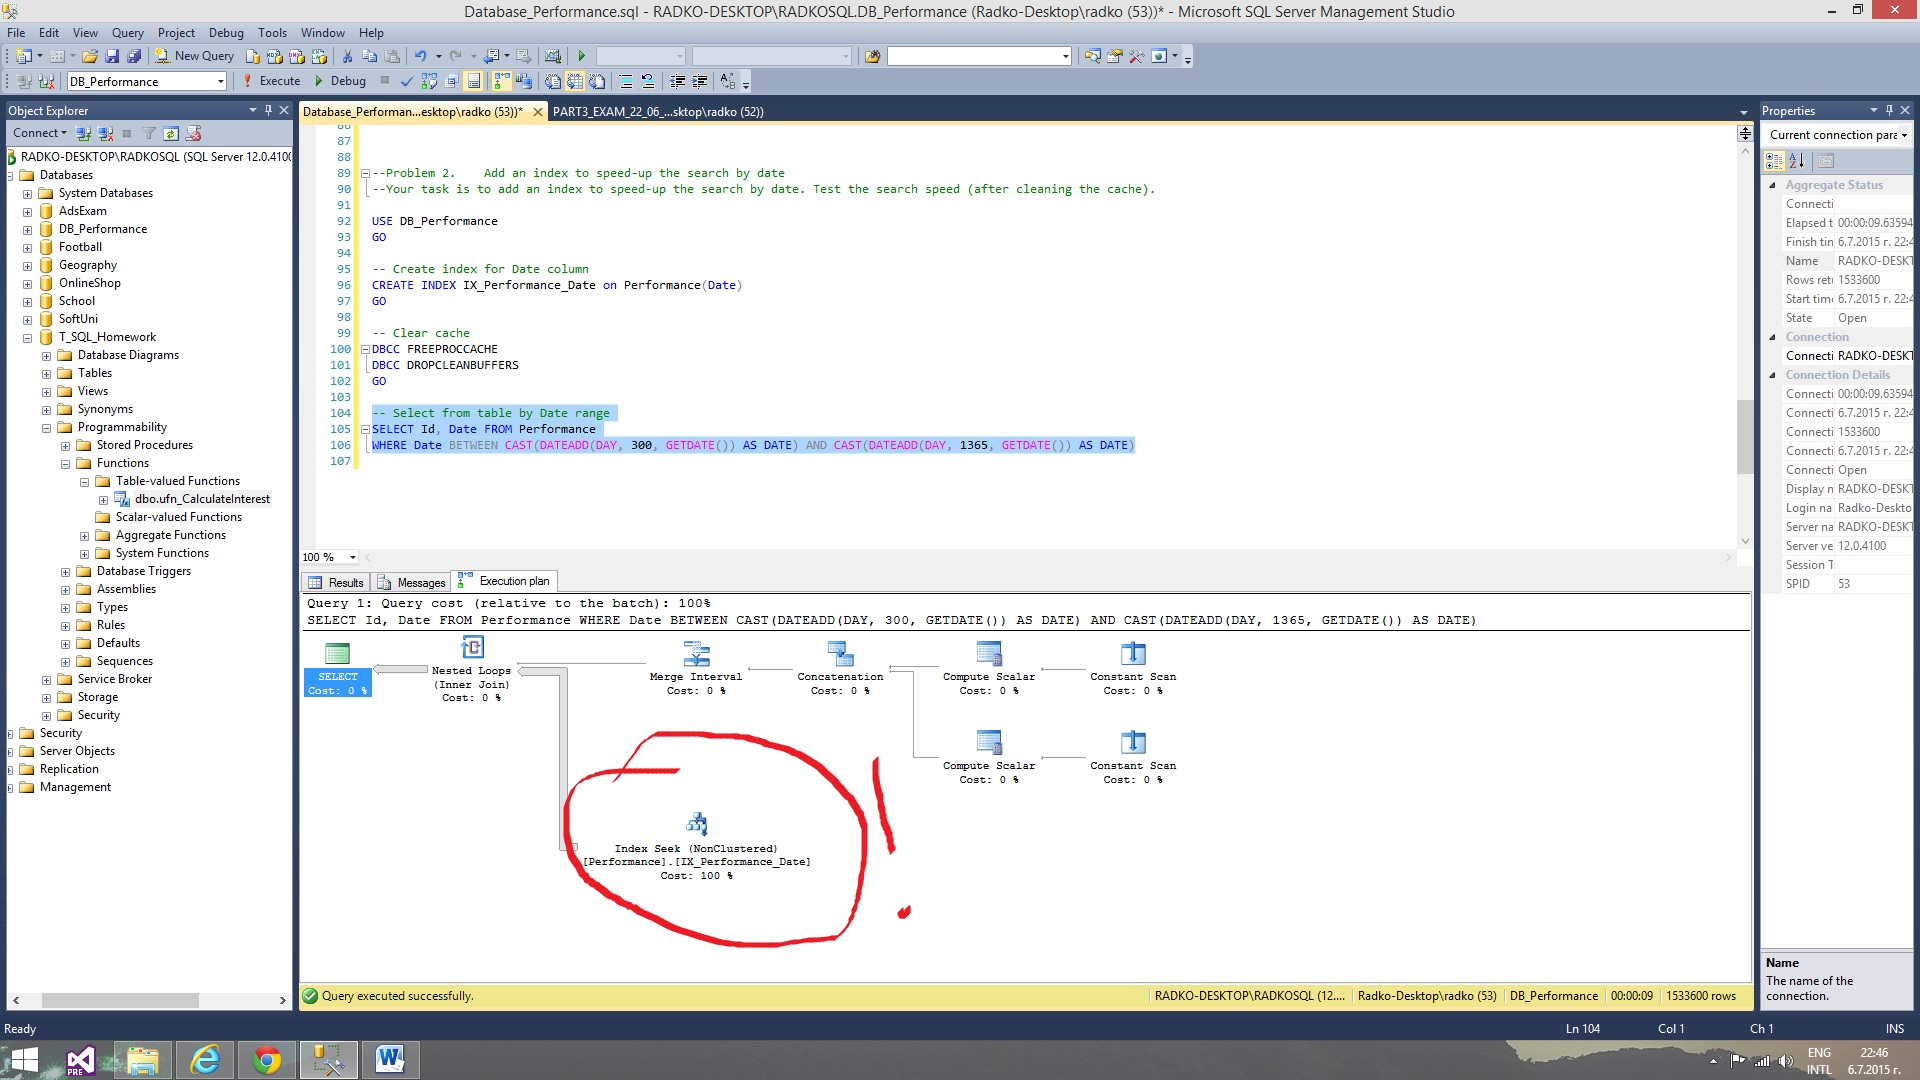 Database_Performance.sql - RADKO-DESKTOP\RADKOSQL.DB_Performance (Radko-Desktop\radko (53))* - Microsoft SQL Server Management Studio
File Edit View Query Project Debug Tools Window Help
New Query
DB_Performance Execute Debug
Object Explorer
Connect
RADKO-DESKTOP\RADKOSQL (SQL Server 12.0.4100
Databases
System Databases
AdsExam
DB_Performance
Football
Geography
OnlineShop
School
SoftUni
T_SQL_Homework
Database Diagrams
Tables
Views
Synonyms
Programmability
Stored Procedures
Functions
Table-valued Functions
dbo.ufn_CalculateInterest
Scalar-valued Functions
Aggregate Functions
System Functions
Database Triggers
Assemblies
Types
Rules
Defaults
Sequences
Service Broker
Storage
Security
Security
Server Objects
Replication
Management
Database_Performan...esktop\radko (53))* PART3_EXAM_22_06_...sktop\radko (52))
86
87
88
89 --Problem 2. Add an index to speed-up the search by date
90 --Your task is to add an index to speed-up the search by date. Test the search speed (after cleaning the cache).
91
92 USE DB_Performance
93 GO
94
95 -- Create index for Date column
96 CREATE INDEX IX_Performance_Date on Performance(Date)
97 GO
98
99 -- Clear cache
100 DBCC FREEPROCCACHE
101 DBCC DROPCLEANBUFFERS
102 GO
103
104 -- Select from table by Date range
105 SELECT Id, Date FROM Performance
106 WHERE Date BETWEEN CAST(DATEADD(DAY, 300, GETDATE()) AS DATE) AND CAST(DATEADD(DAY, 1365, GETDATE()) AS DATE)
107
100 %
Results Messages Execution plan
Query 1: Query cost (relative to the batch): 100%
SELECT Id, Date FROM Performance WHERE Date BETWEEN CAST(DATEADD(DAY, 300, GETDATE()) AS DATE) AND CAST(DATEADD(DAY, 1365, GETDATE()) AS DATE)
SELECT
Cost: 0 %
Nested Loops
(Inner Join)
Cost: 0 %
Merge Interval
Cost: 0 %
Concatenation
Cost: 0 %
Compute Scalar
Cost: 0 %
Constant Scan
Cost: 0 %
Compute Scalar
Cost: 0 %
Constant Scan
Cost: 0 %
Index Seek (NonClustered)
[Performance].[IX_Performance_Date]
Cost: 100 %
!
Query executed successfully.
RADKO-DESKTOP\RADKOSQL (12.... Radko-Desktop\radko (53) DB_Performance 00:00:09 1533600 rows
Properties
Current connection para
Aggregate Status
Connecti
Elapsed t 00:00:09.63594
Finish tin 6.7.2015 г. 22:4
Name RADKO-DESKT
Rows ret 1533600
Start time 6.7.2015 г. 22:4
State Open
Connection
Connecti RADKO-DESKT
Connection Details
Connecti 00:00:09.63594
Connecti 6.7.2015 г. 22:4
Connecti 1533600
Connecti 6.7.2015 г. 22:4
Connecti Open
Display n RADKO-DESKT
Login na Radko-Deskto
Server na RADKO-DESKT
Server ve 12.0.4100
Session T
SPID 53
Name
The name of the
connection.
Ready
Ln 104 Col 1 Ch 1 INS
PRE
ENG
INTL
22:46
6.7.2015 г.